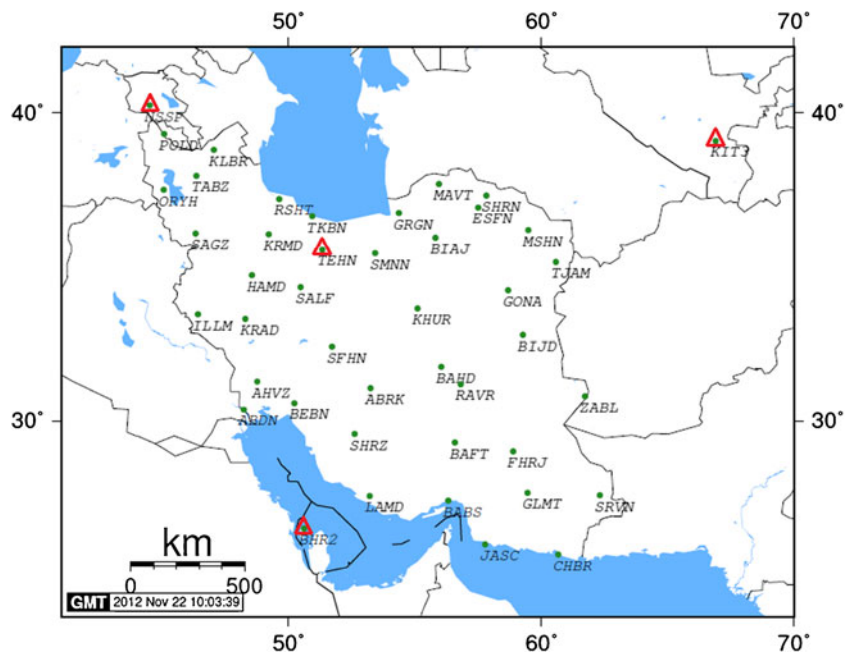 50° 60° 70°
40° 40°
NSSP
POLD
KLBR
KIT3
TABZ
ORYH
MAVT
SHRN
RSHT
ESFN
TKBN
GRGN
MSHN
SAGZ
KRMD
BIAJ
TEHN
SMNN
TJAM
HAMD
SALF
GONA
ILLM
KRAD
KHUR
BIJD
SFHN
BAHD
AHVZ
ABRK
RAVR
ZABL
ABDN
BEBN
30° 30°
SHRZ
BAFT
FHRJ
LAMD
BABS
GLMT
SRVN
BHR2
km
JASC
CHBR
0 500
GMT 2012 Nov 22 10:03:39
50° 60° 70°